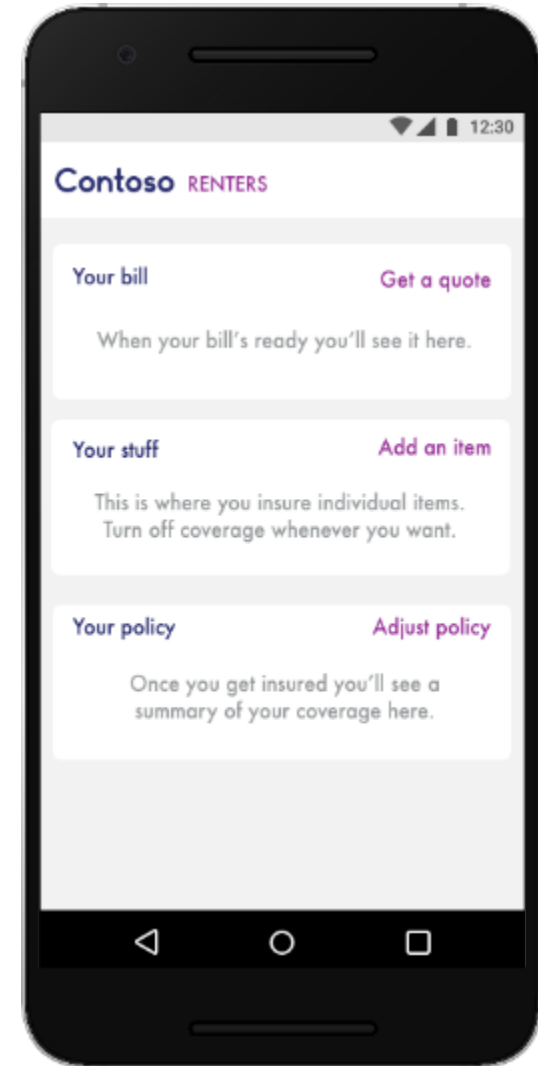 12:30
Contoso RENTERS
Your bill
Get a quote
When your bill's ready you'll see it here.
Your stuff
Add an item
This is where you insure individual items.
Turn off coverage whenever you want.
Your policy
Adjust policy
Once you get insured you'll see a
summary of your coverage here.